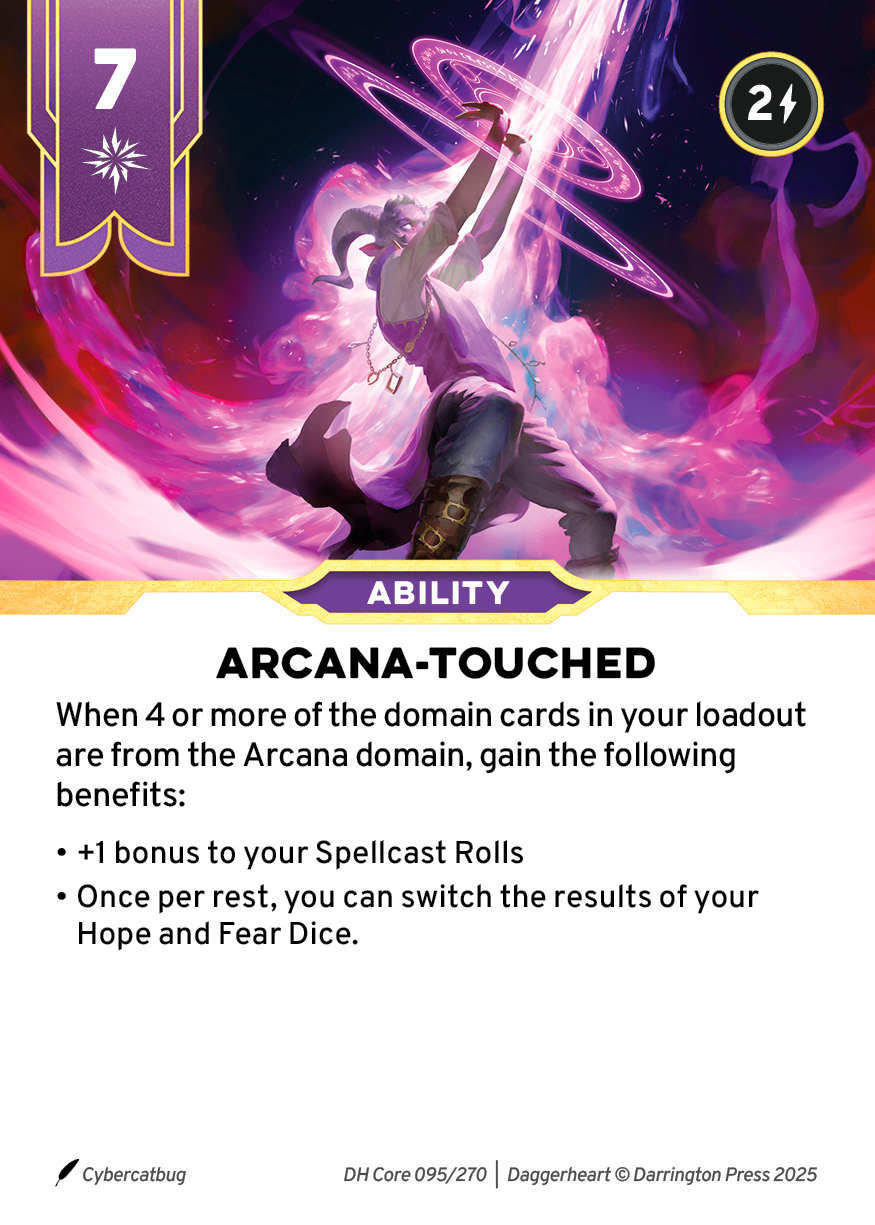 7
2
ABILITY
ARCANA-TOUCHED
When 4 or more of the domain cards in your loadout
are from the Arcana domain, gain the following
benefits:
• +1 bonus to your Spellcast Rolls
• Once per rest, you can switch the results of your
Hope and Fear Dice.
Cybercatbug
DH Core 095/270 | Daggerheart © Darrington Press 2025